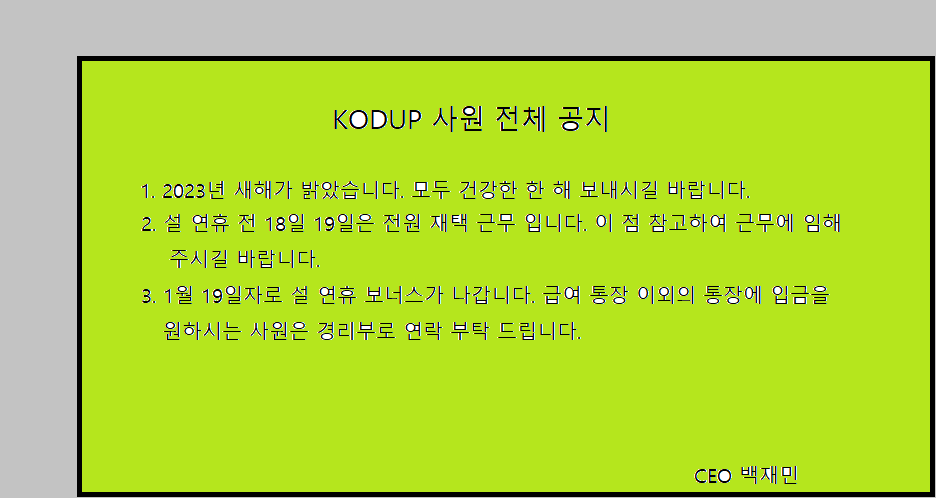 KODUP 사원 전체 공지
1. 2023년 새해가 밝았습니다. 모두 건강한 한 해 보내시길 바랍니다.
2. 설 연휴 전 18일 19일은 전원 재택 근무 입니다. 이 점 참고하여 근무에 임해
주시길 바랍니다.
3. 1월 19일자로 설 연휴 보너스가 나갑니다. 급여 통장 이외의 통장에 입금을
원하시는 사원은 경리부로 연락 부탁 드립니다.
CEO 백재민